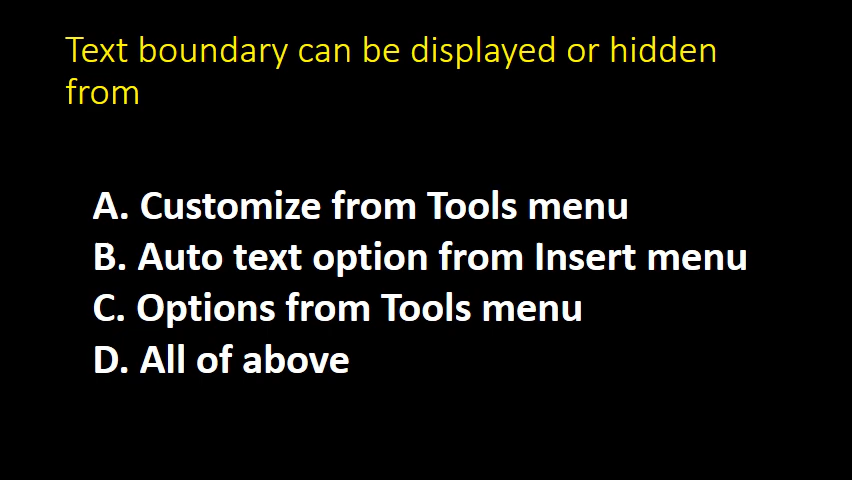 Text boundary can be displayed or hidden
from
A. Customize from Tools menu
B. Auto text option from Insert menu
C. Options from Tools menu
D. All of above